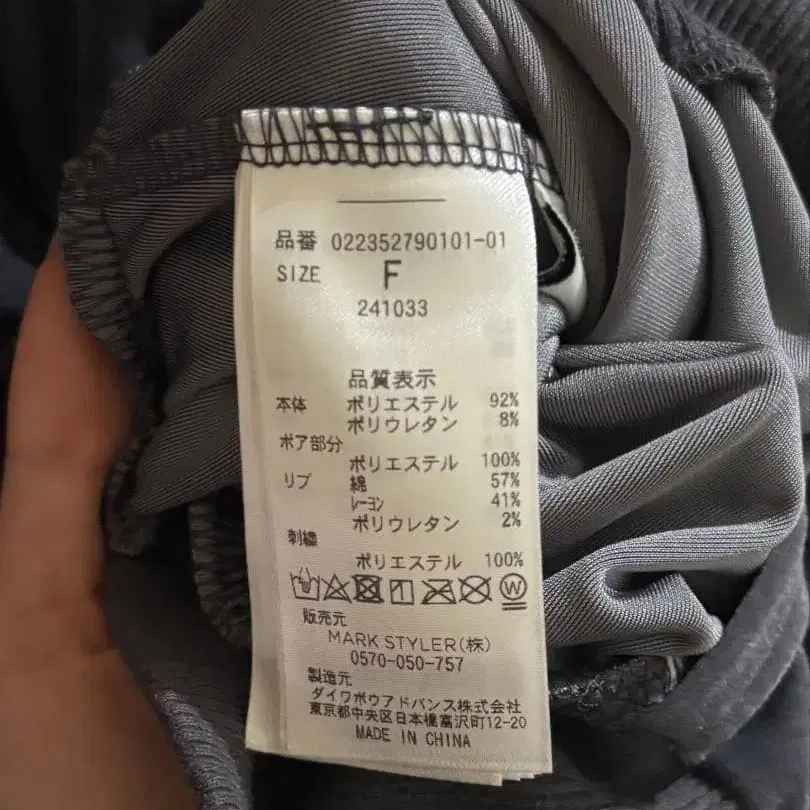 品番 022352790101-01
SIZE F
241033
品質表示
本体 ポリエステル 92%
ポリウレタン 8%
ボア部分
ポリエステル 100%
リブ 綿 57%
レーヨン 41%
ポリウレタン 2%
刺繍
ポリエステル 100%
W
販売元
MARK STYLER(株)
0570-050-757
製造元
ダイワボウアドバンス株式会社
東京都中央区日本橋富沢町12-20
MADE IN CHINA